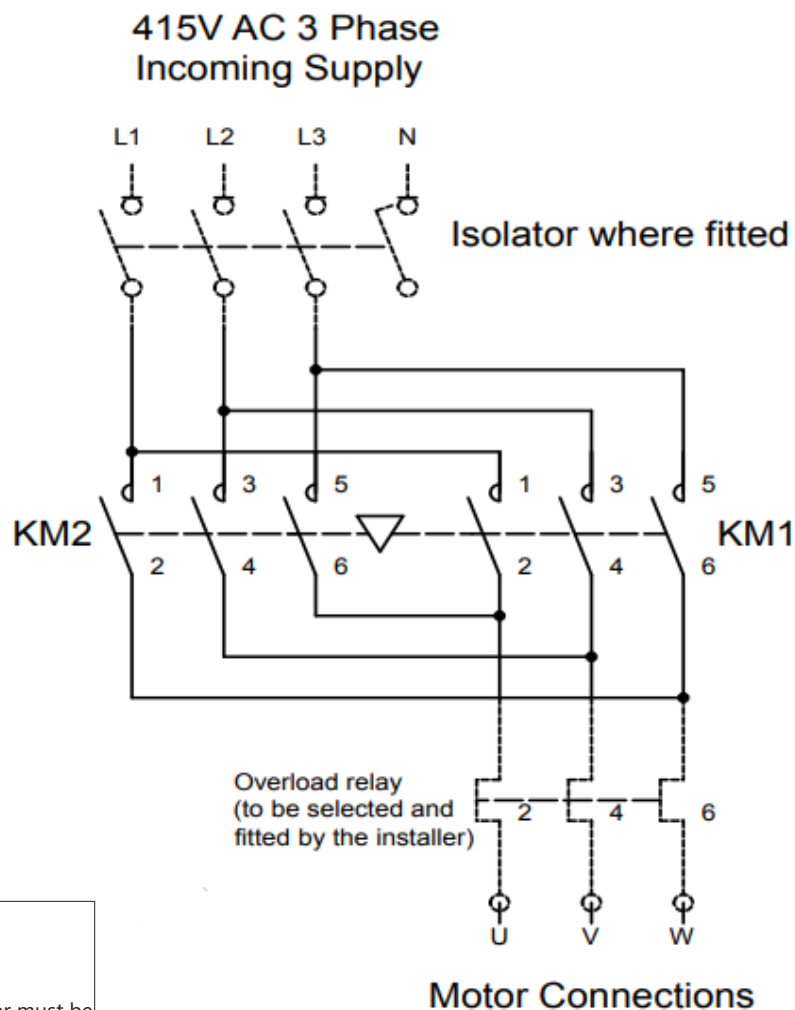 415V AC 3 Phase
Incoming Supply
L1 L2 L3 N
Isolator where fitted
1 3 5 1 3 5
KM2 KM1
2 4 6 2 4 6
Overload relay
(to be selected and
fitted by the installer)
2 4 6
U V W
must be
Motor Connections